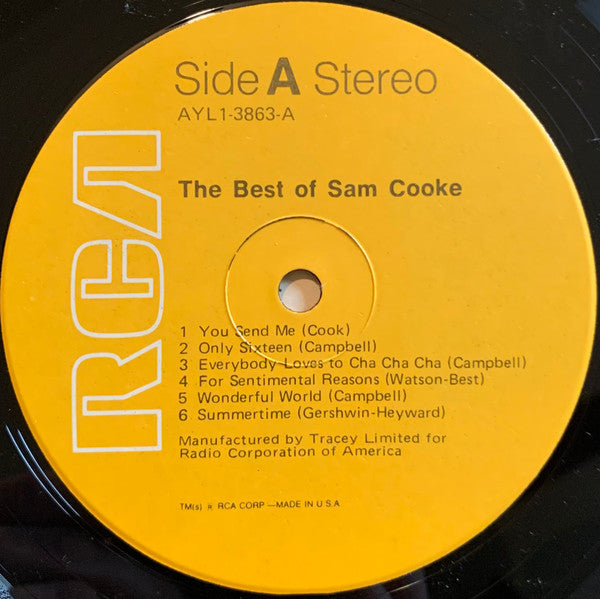 Side A Stereo
AYL1-3863-A
RCA
The Best of Sam Cooke
1 You Send Me (Cook)
2 Only Sixteen (Campbell)
3 Everybody Loves to Cha Cha Cha (Campbell)
4 For Sentimental Reasons (Watson-Best)
5 Wonderful World (Campbell)
6 Summertime (Gershwin-Heyward)
Manufactured by Tracey Limited for
Radio Corporation of America
TM(s) ® RCA CORP —MADE IN U.S.A